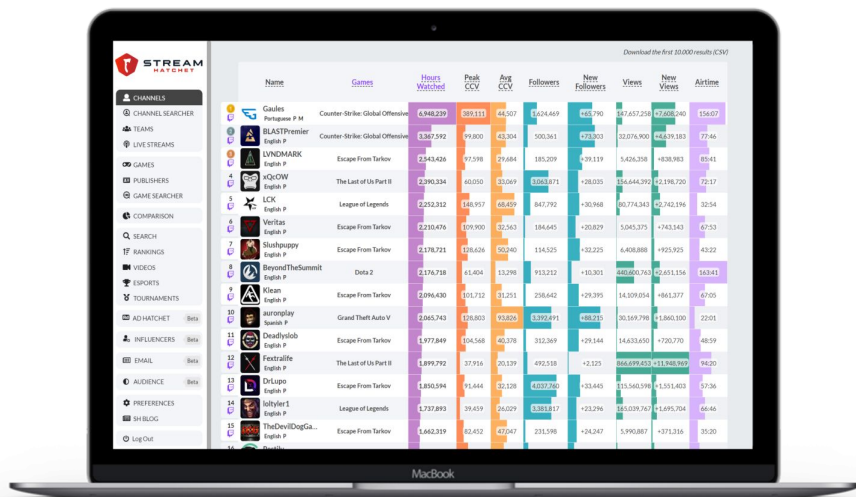 Download the first 10.000 results (CSV)
STREAM
HATCHET
Name Games Hours Watched Peak CCV Avg CCV Followers New Followers Views New Views Airtime
CHANNELS
CHANNEL SEARCHER
TEAMS
LIVE STREAMS
GAMES
PUBLISHERS
GAME SEARCHER
COMPARISON
SEARCH
RANKINGS
VIDEOS
ESPORTS
TOURNAMENTS
AD HATCHET Beta
INFLUENCERS Beta
EMAIL Beta
AUDIENCE Beta
PREFERENCES
SH BLOG
Log Out
1 Gaules Counter-Strike: Global Offensive 6,948,239 389,111 44,507 1,624,469 +65,790 147,657,258 +7,608,240 156:07
Portuguese P M
2 BLASTPremier Counter-Strike: Global Offensive 3,367,592 99,800 43,304 500,361 +73,303 32,076,900 +4,639,183 77:46
English P
3 LVNDMARK Escape From Tarkov 2,543,426 97,598 29,684 185,209 +39,119 5,426,358 +838,983 85:41
English P
4 xQcOW The Last of Us Part II 2,390,334 60,050 33,069 3,063,871 +28,035 156,644,392 +2,198,720 72:17
English P
5 LCK League of Legends 2,252,312 148,957 68,459 847,792 +30,968 80,774,343 +2,742,196 32:54
English P
6 Veritas Escape From Tarkov 2,210,476 109,900 32,563 184,645 +20,829 5,045,375 +743,143 67:53
English P
7 Slushpuppy Escape From Tarkov 2,178,721 128,626 50,240 114,525 +32,225 6,408,888 +925,925 43:22
English P
8 BeyondTheSummit Dota 2 2,176,718 61,404 13,298 913,212 +10,301 440,600,763 +2,651,156 163:41
English P
9 Klean Escape From Tarkov 2,096,430 101,712 31,251 258,642 +29,395 14,109,054 +861,377 67:05
English P
10 auronplay Grand Theft Auto V 2,065,743 128,803 93,826 3,392,491 +88,215 30,169,798 +1,860,100 22:01
Spanish P
11 Deadlyslob Escape From Tarkov 1,977,849 104,568 40,378 312,369 +29,144 14,633,650 +720,770 48:59
English P
12 Fextralife The Last of Us Part II 1,899,792 37,916 20,139 492,518 +2,125 866,699,453 +11,948,969 94:20
English P
13 DrLupo Escape From Tarkov 1,850,594 91,444 32,128 4,037,760 +33,445 115,560,598 +1,551,403 57:36
English P
14 loltyler1 League of Legends 1,737,893 39,459 26,029 3,381,817 +23,296 165,039,767 +1,695,704 66:46
English P
15 TheDevilDogGa... Escape From Tarkov 1,662,319 82,452 47,047 231,598 +24,247 5,990,887 +371,316 35:20
English P
MacBook